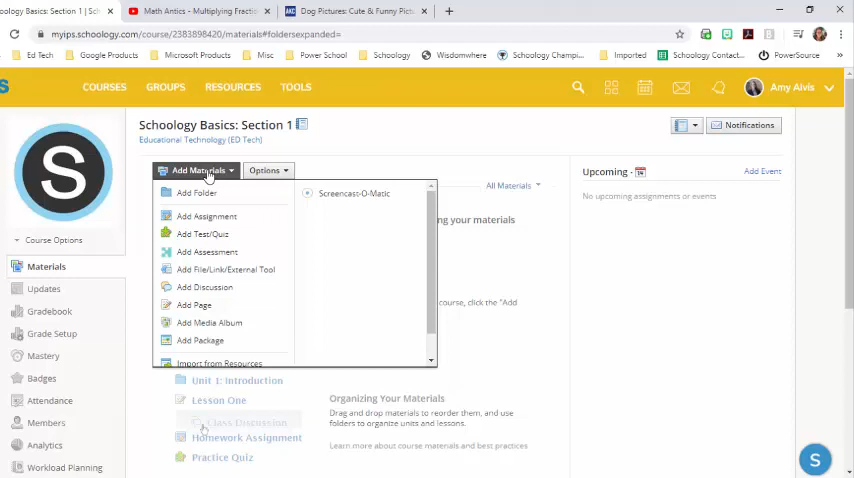 ology Basics: Section 1 | S ×
Math Antics - Multiplying Fractio ×
Dog Pictures: Cute & Funny Pict ×
myips.schoology.com/course/2383898420/materials#foldersexpanded=
Ed Tech
Google Products
Microsoft Products
Misc
Power School
Schoology
Wisdomwhere
Schoology Champi...
Imported
Schoology Contact...
PowerSource
»
S
COURSES
GROUPS
RESOURCES
TOOLS
Amy Alvis
Schoology Basics: Section 1
Notifications
Educational Technology (ED Tech)
S
Add Materials
Options
All Materials
Upcoming
Add Event
No upcoming assignments or events
Add Folder
Screencast-O-Matic
Add Assignment
ng your materials
Add Test/Quiz
Add Assessment
Add File/Link/External Tool
Add Discussion
Add Page
course, click the "Add
Add Media Album
Add Package
Import from Resources
Course Options
Materials
Updates
Gradebook
Grade Setup
Mastery
Badges
Attendance
Members
Analytics
Workload Planning
Unit 1: Introduction
Lesson One
Class Discussion
Homework Assignment
Practice Quiz
Organizing Your Materials
Drag and drop materials to reorder them, and use
folders to organize units and lessons.
Learn more about course materials and best practices
S